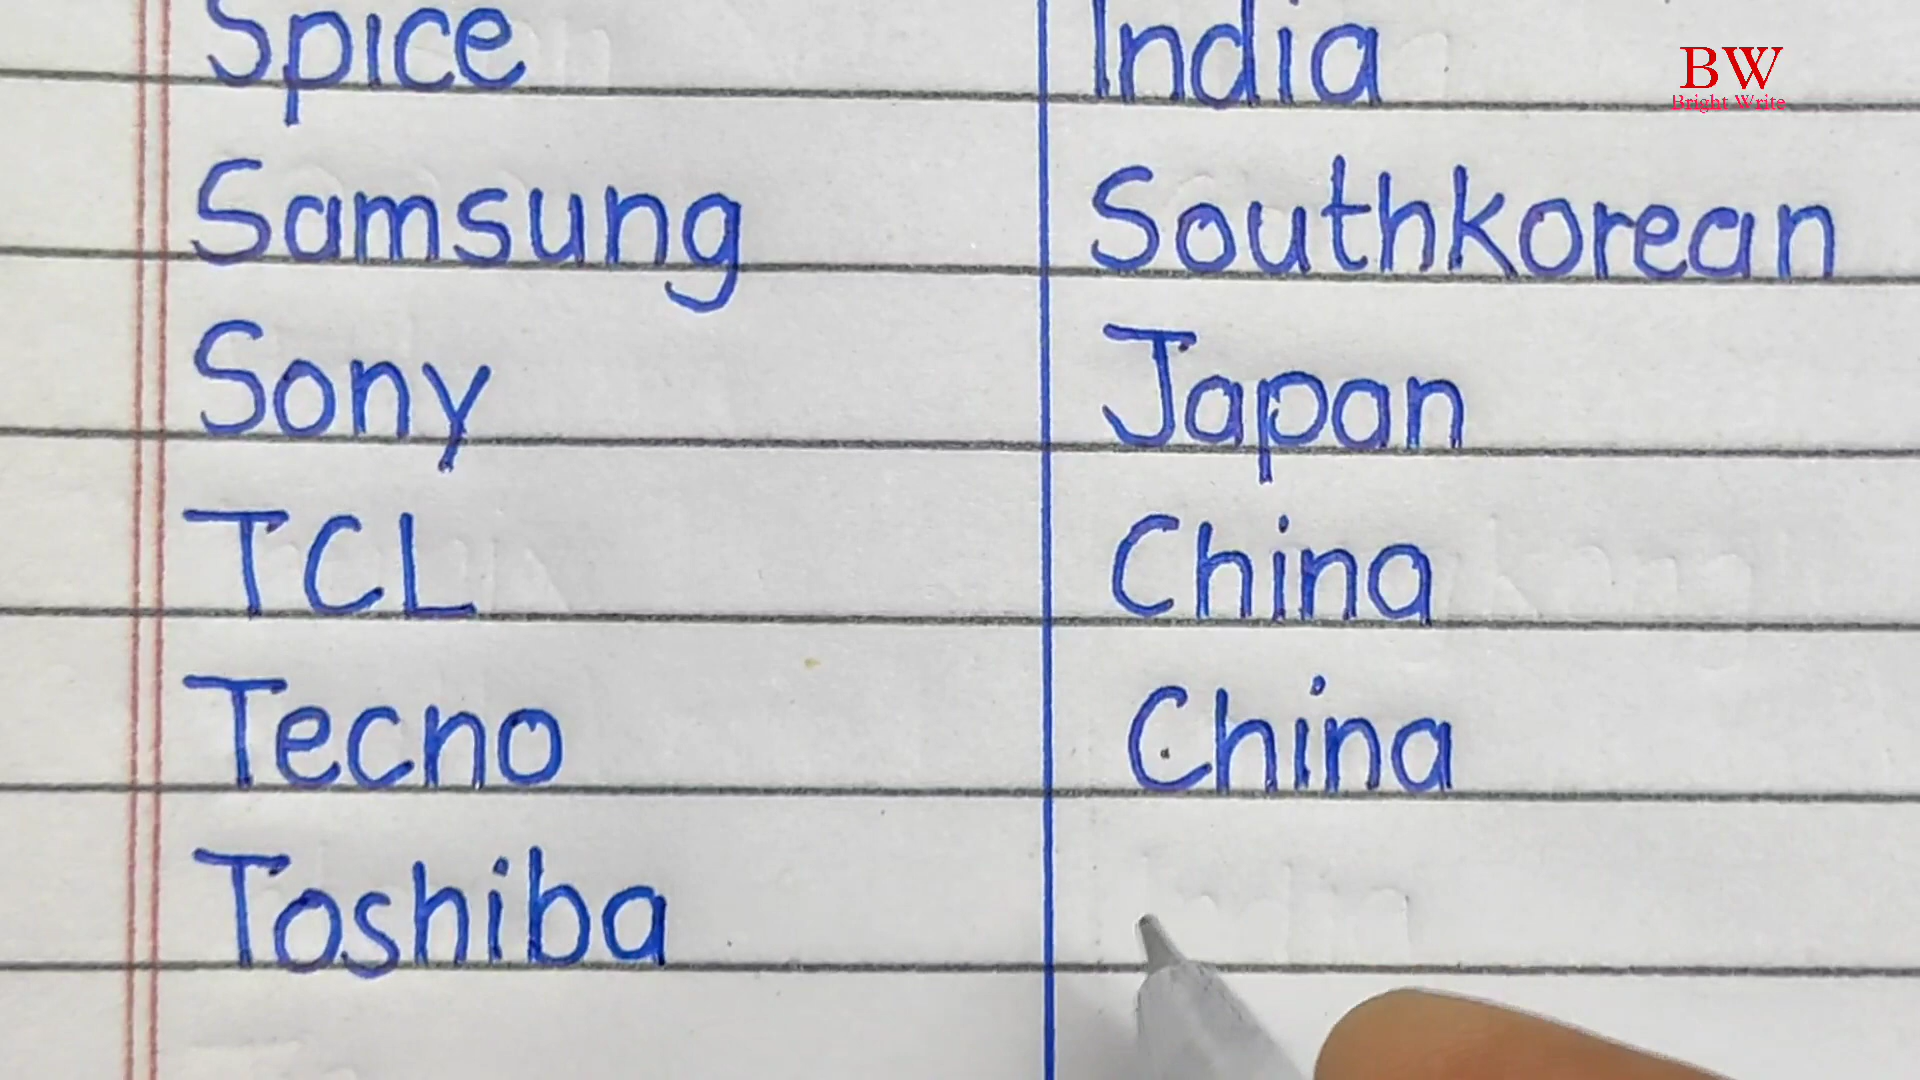 Spice India
BW
Bright Write
Samsung Southkorean
Sony Japan
TCL China
Tecno China
Toshiba